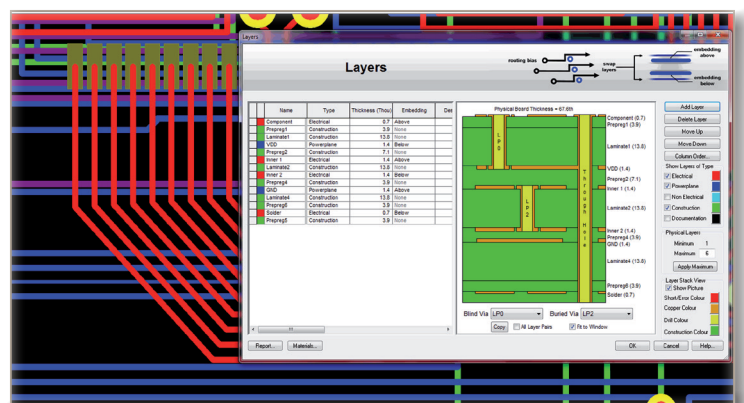 Layers
Layers
routing bias
swap layers
embedding above
embedding below
Name Type Thickness (Thou) Embedding Des
Component Electrical 0.7 Above
Prepreg1 Construction 3.9 None
Laminate1 Construction 13.8 None
VDD Powerplane 1.4 Below
Prepreg2 Construction 7.1 None
Inner 1 Electrical 1.4 Above
Laminate2 Construction 13.8 None
Inner 2 Electrical 1.4 Below
Prepreg4 Construction 3.9 None
GND Powerplane 1.4 Above
Laminate4 Construction 13.8 None
Prepreg6 Construction 3.9 None
Solder Electrical 0.7 Below
Prepreg5 Construction 3.9 None
Physical Board Thickness = 67.6th
LP0
LP2
Through Hole
Component (0.7)
Prepreg1 (3.9)
Laminate1 (13.8)
VDD (1.4)
Prepreg2 (7.1)
Inner 1 (1.4)
Laminate2 (13.8)
Inner 2 (1.4)
Prepreg4 (3.9)
GND (1.4)
Laminate4 (13.8)
Prepreg6 (3.9)
Solder (0.7)
Blind Via LP0 Buried Via LP2
Copy All Layer Pairs Fit to Window
Add Layer
Delete Layer
Move Up
Move Down
Column Order...
Show Layers of Type
Electrical
Powerplane
Non Electrical
Construction
Documentation
Physical Layers
Minimum 1
Maximum 6
Apply Maximum
Layer Stack View
Show Picture
Short/Error Colour
Copper Colour
Drill Colour
Construction Colour
Report... Materials... OK Cancel Help...